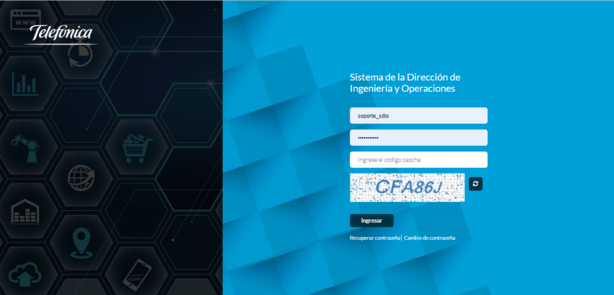 WWW
Telefónica
Sistema de la Dirección de
Ingeniería y Operaciones
soporte_sdio
Ingrese el código capcha
CFA86J
Ingresar
Recuperar contraseña| Cambio de contraseña